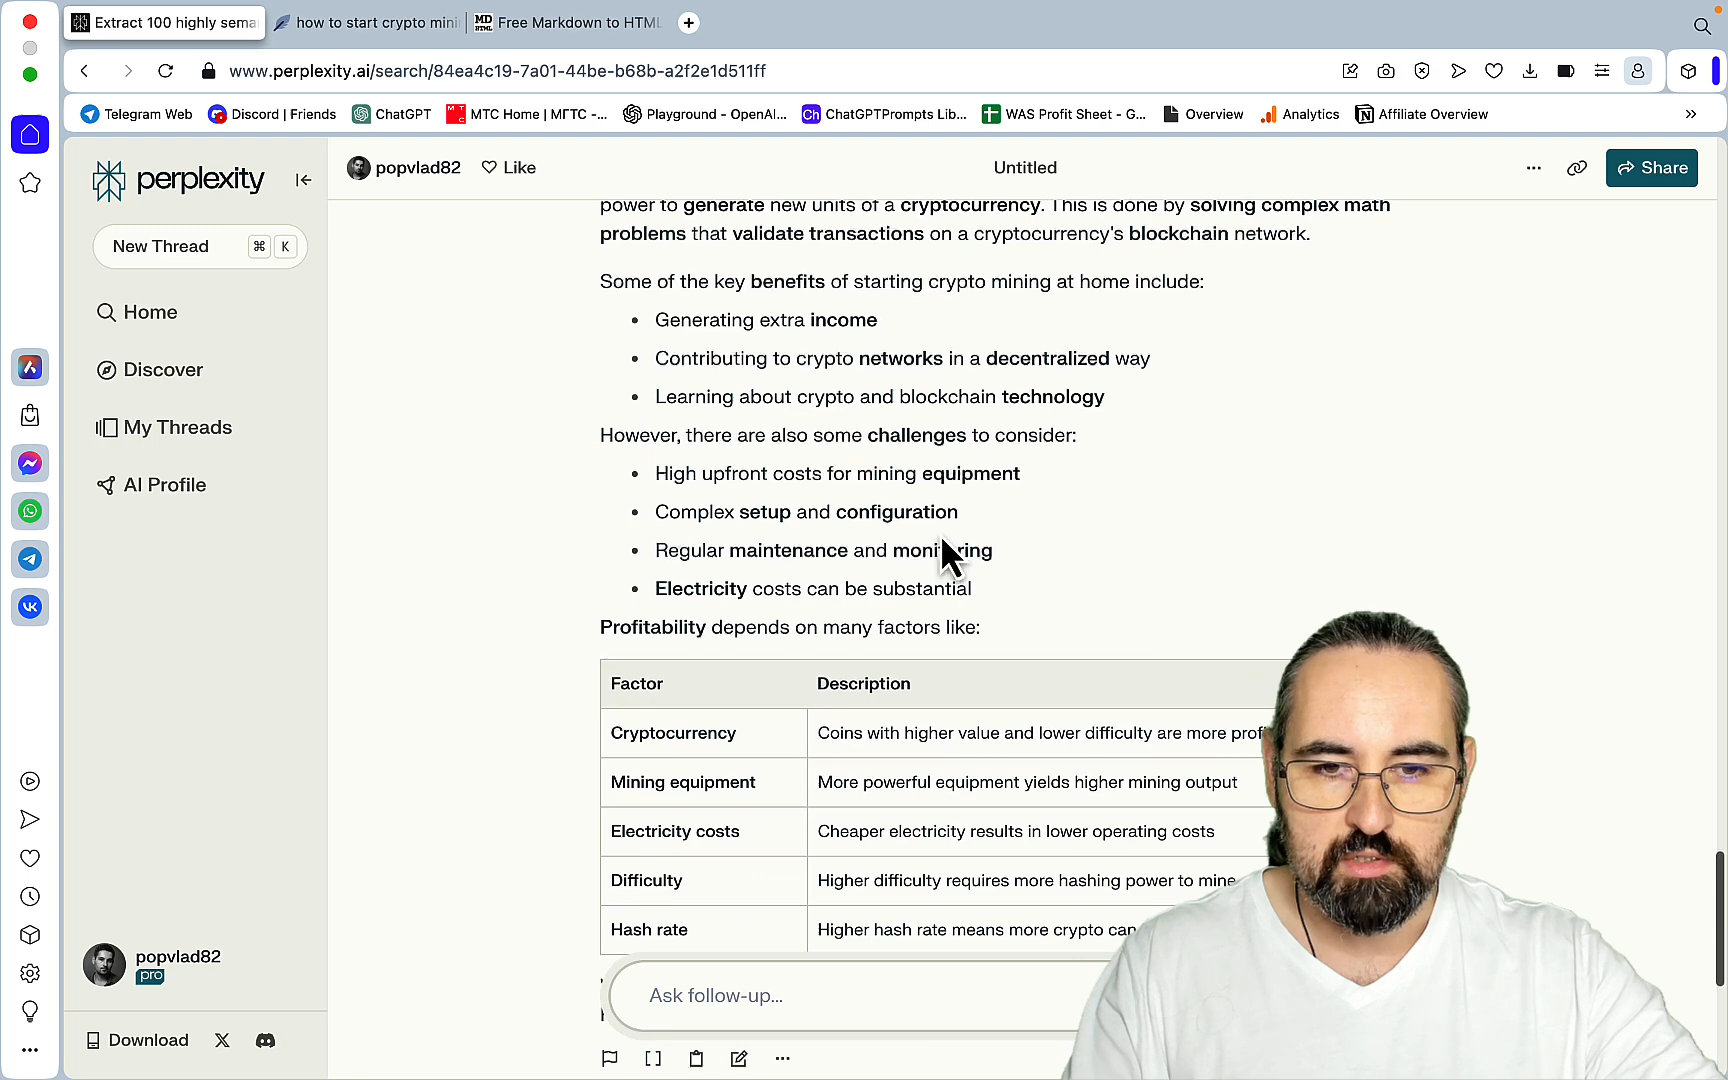 Extract 100 highly sema
how to start crypto mini
MD HTML Free Markdown to HTML
www.perplexity.ai/search/84ea4c19-7a01-44be-b68b-a2f2e1d511ff
Telegram Web
Discord | Friends
ChatGPT
МТС Home | МГТС -...
Playground - OpenAI...
Ch ChatGPTPrompts Lib...
WAS Profit Sheet - G...
Overview
Analytics
Affiliate Overview
perplexity
popvlad82
Like
Untitled
Share
New Thread
⌘ K
Home
Discover
My Threads
AI Profile
popvlad82
pro
Download
power to generate new units of a cryptocurrency. This is done by solving complex math
problems that validate transactions on a cryptocurrency's blockchain network.
Some of the key benefits of starting crypto mining at home include:
• Generating extra income
• Contributing to crypto networks in a decentralized way
• Learning about crypto and blockchain technology
However, there are also some challenges to consider:
• High upfront costs for mining equipment
• Complex setup and configuration
• Regular maintenance and monitoring
• Electricity costs can be substantial
Profitability depends on many factors like:
Factor Description
Cryptocurrency Coins with higher value and lower difficulty are more
Mining equipment More powerful equipment yields higher mining output
Electricity costs Cheaper electricity results in lower operating costs
Difficulty Higher difficulty requires more hashing power to mine
Hash rate Higher hash rate means more crypto can
Ask follow-up...